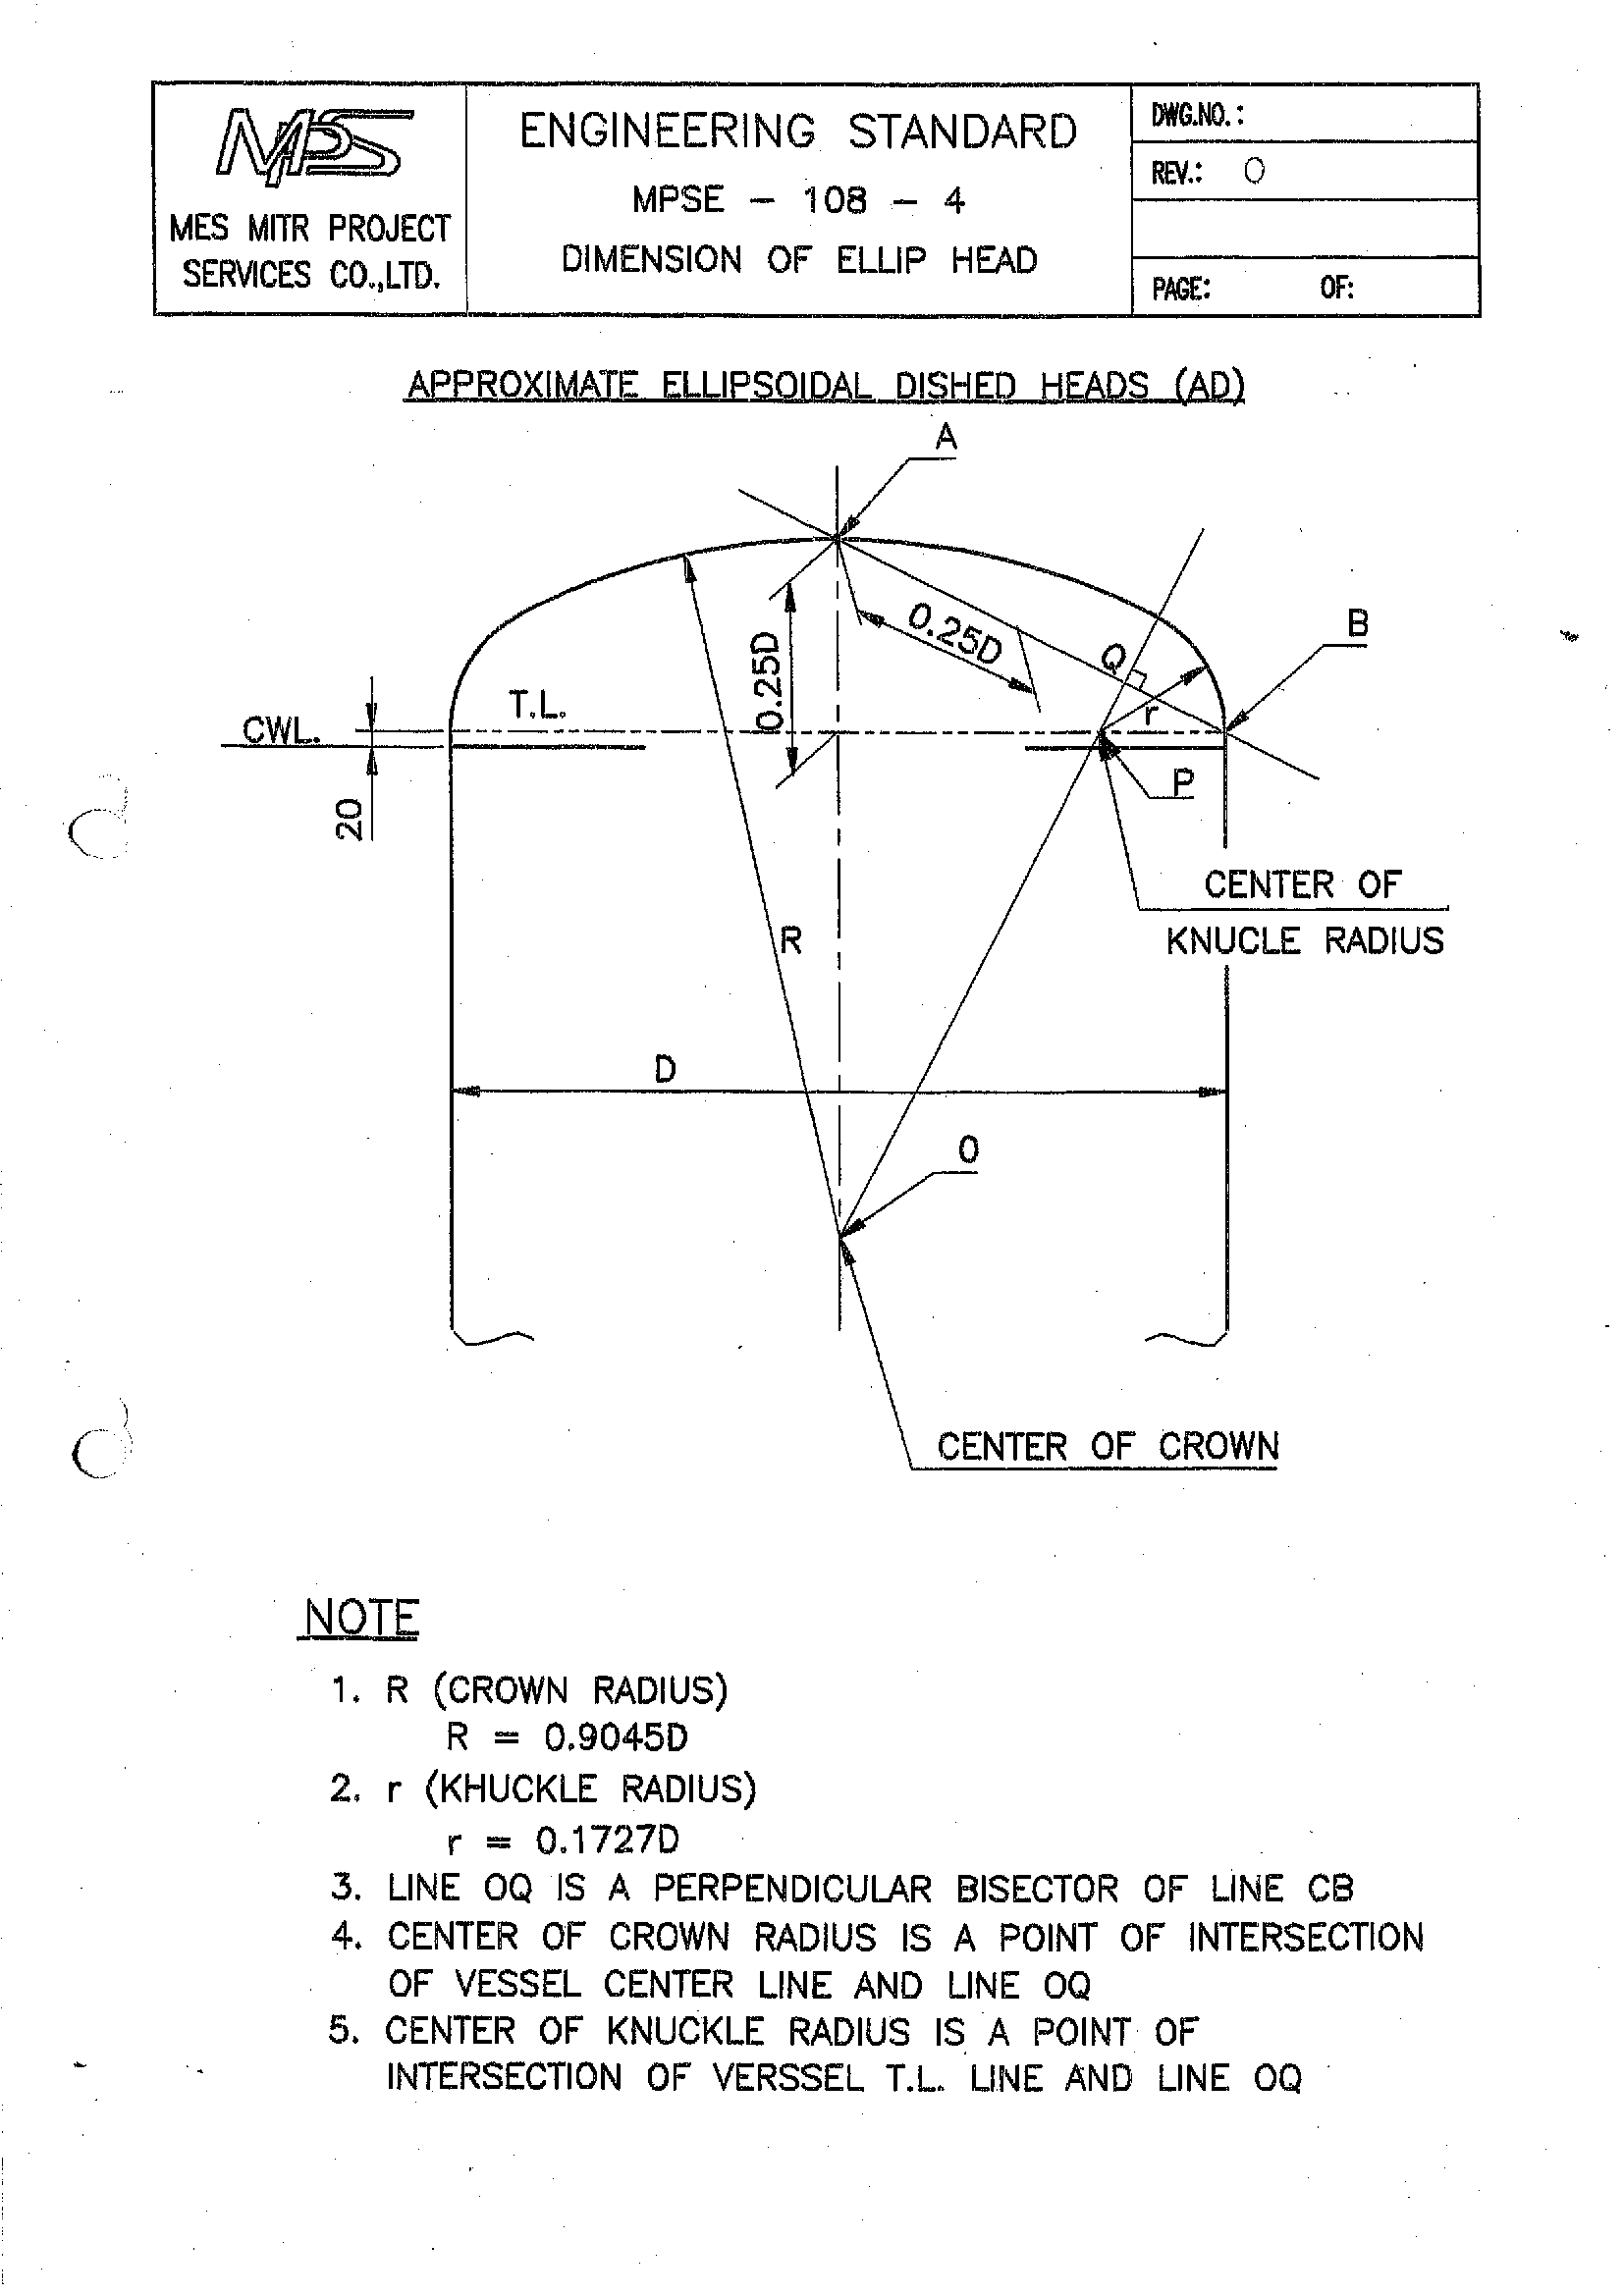 MPS
MES MITR PROJECT
SERVICES CO.,LTD.
ENGINEERING STANDARD
MPSE - 108 - 4
DIMENSION OF ELLIP HEAD
DWG.NO.:
REV.: 0
PAGE: OF:
APPROXIMATE ELLIPSOIDAL DISHED HEADS (AD)
A
B
0.25D
0.25D
Q
r
T.L.
CWL.
P
20
CENTER OF
KNUCLE RADIUS
R
D
O
CENTER OF CROWN
NOTE
1. R (CROWN RADIUS)
R = 0.9045D
2. r (KHUCKLE RADIUS)
r = 0.1727D
3. LINE OQ IS A PERPENDICULAR BISECTOR OF LINE CB
4. CENTER OF CROWN RADIUS IS A POINT OF INTERSECTION
OF VESSEL CENTER LINE AND LINE OQ
5. CENTER OF KNUCKLE RADIUS IS A POINT OF
INTERSECTION OF VERSSEL T.L. LINE AND LINE OQ